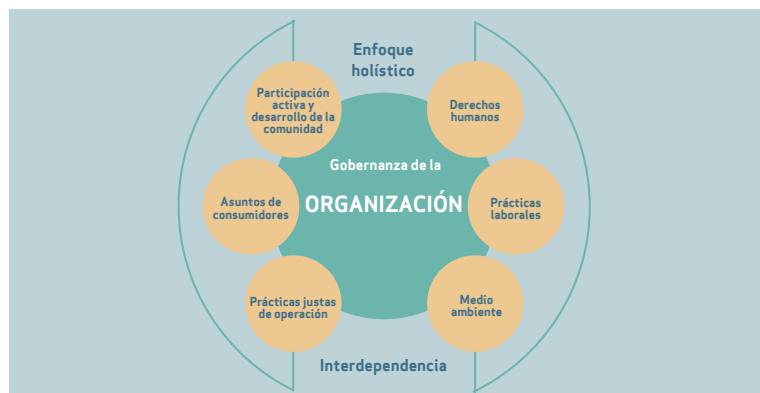 Enfoque
holístico
Participación
activa y
desarrollo de la
comunidad
Derechos
humanos
Gobernanza de la
ORGANIZACIÓN
Asuntos de
consumidores
Prácticas
laborales
Prácticas justas
de operación
Medio
ambiente
Interdependencia